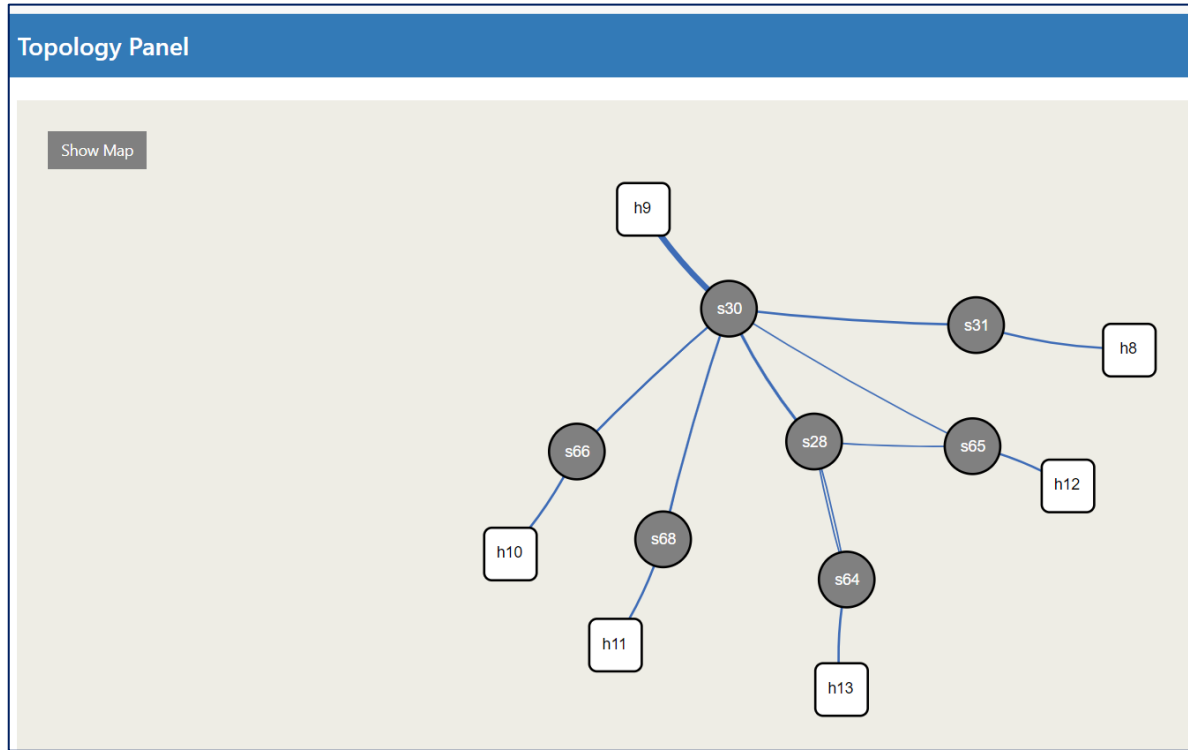 Topology Panel
Show Map
h9
s30
s31
h8
s28
s65
s66
h12
s68
h10
s64
h11
h13